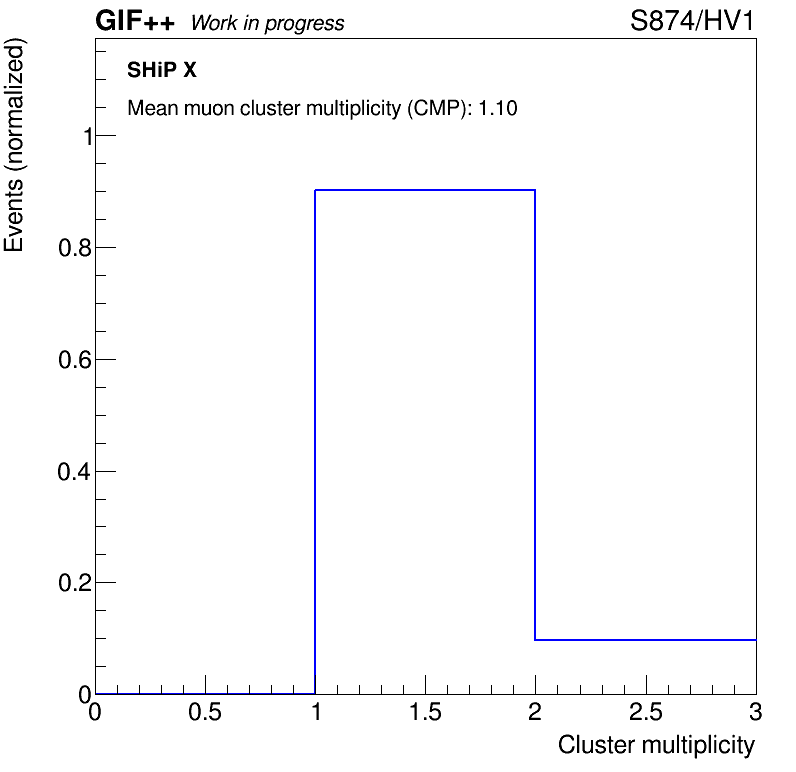 GIF++ Work in progress S874/HV1
SHiP X
Mean muon cluster multiplicity (CMP): 1.10
Events (normalized)
1
0.8
0.6
0.4
0.2
0
0 0.5 1 1.5 2 2.5 3
Cluster multiplicity